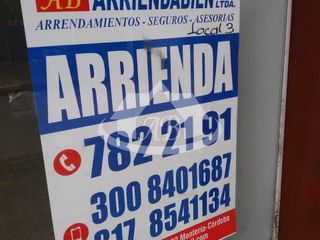 AB ARRIENDABIEN LTDA.
ARRENDAMIENTOS - SEGUROS - ASESORIAS
Local 3
ARRIENDA
782 21 91
300 8401687
317 8541134
Montería-Córdoba